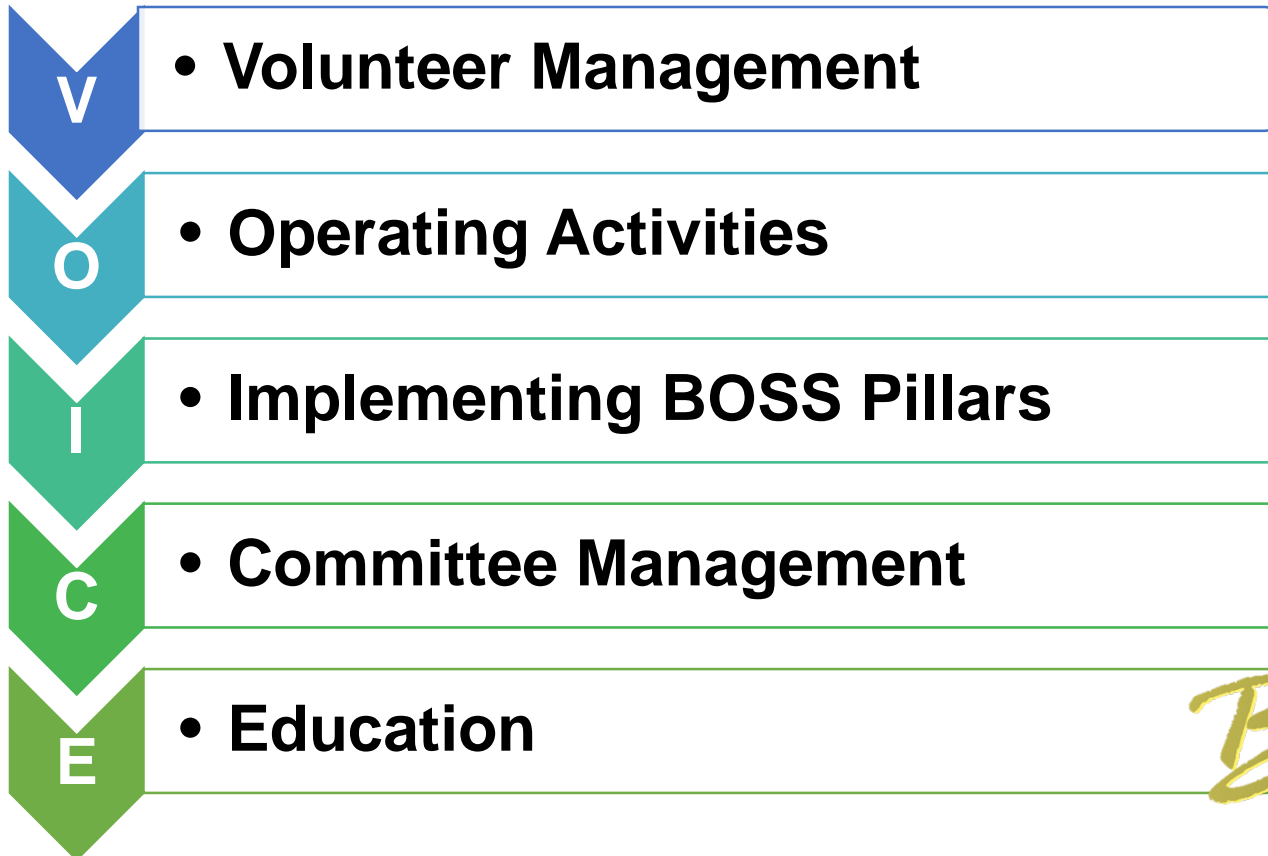 V
• Volunteer Management
O
• Operating Activities
I
• Implementing BOSS Pillars
C
• Committee Management
E
• Education
B